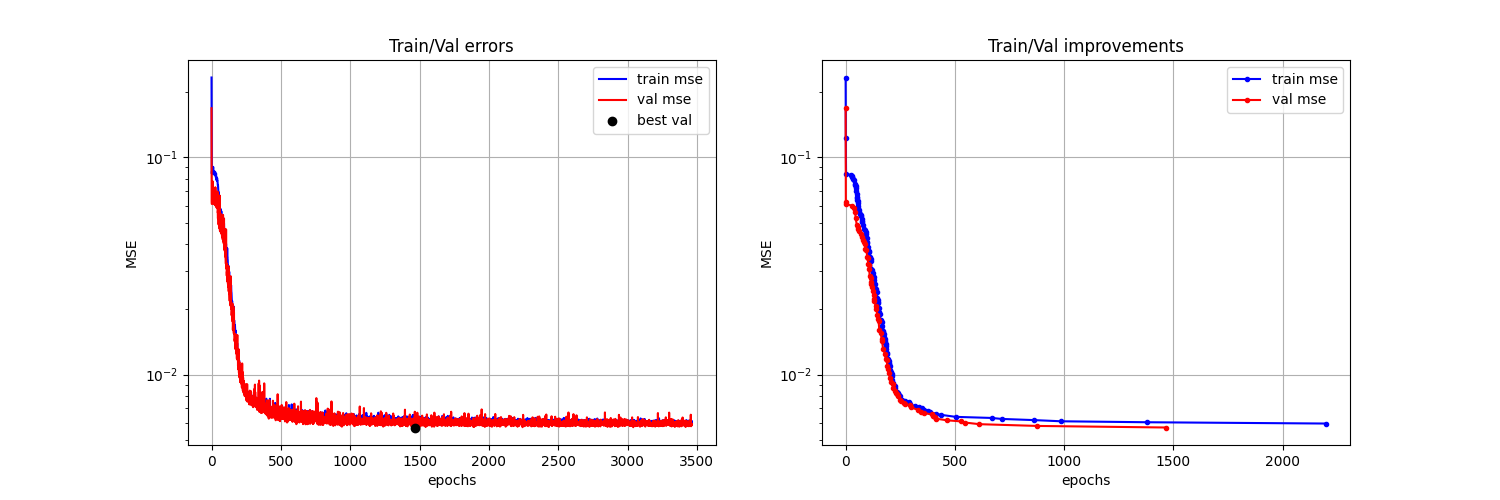 Train/Val errors
train mse
val mse
best val
10⁻¹
10⁻²
MSE
0 500 1000 1500 2000 2500 3000 3500
epochs
Train/Val improvements
train mse
val mse
10⁻¹
10⁻²
MSE
0 500 1000 1500 2000
epochs